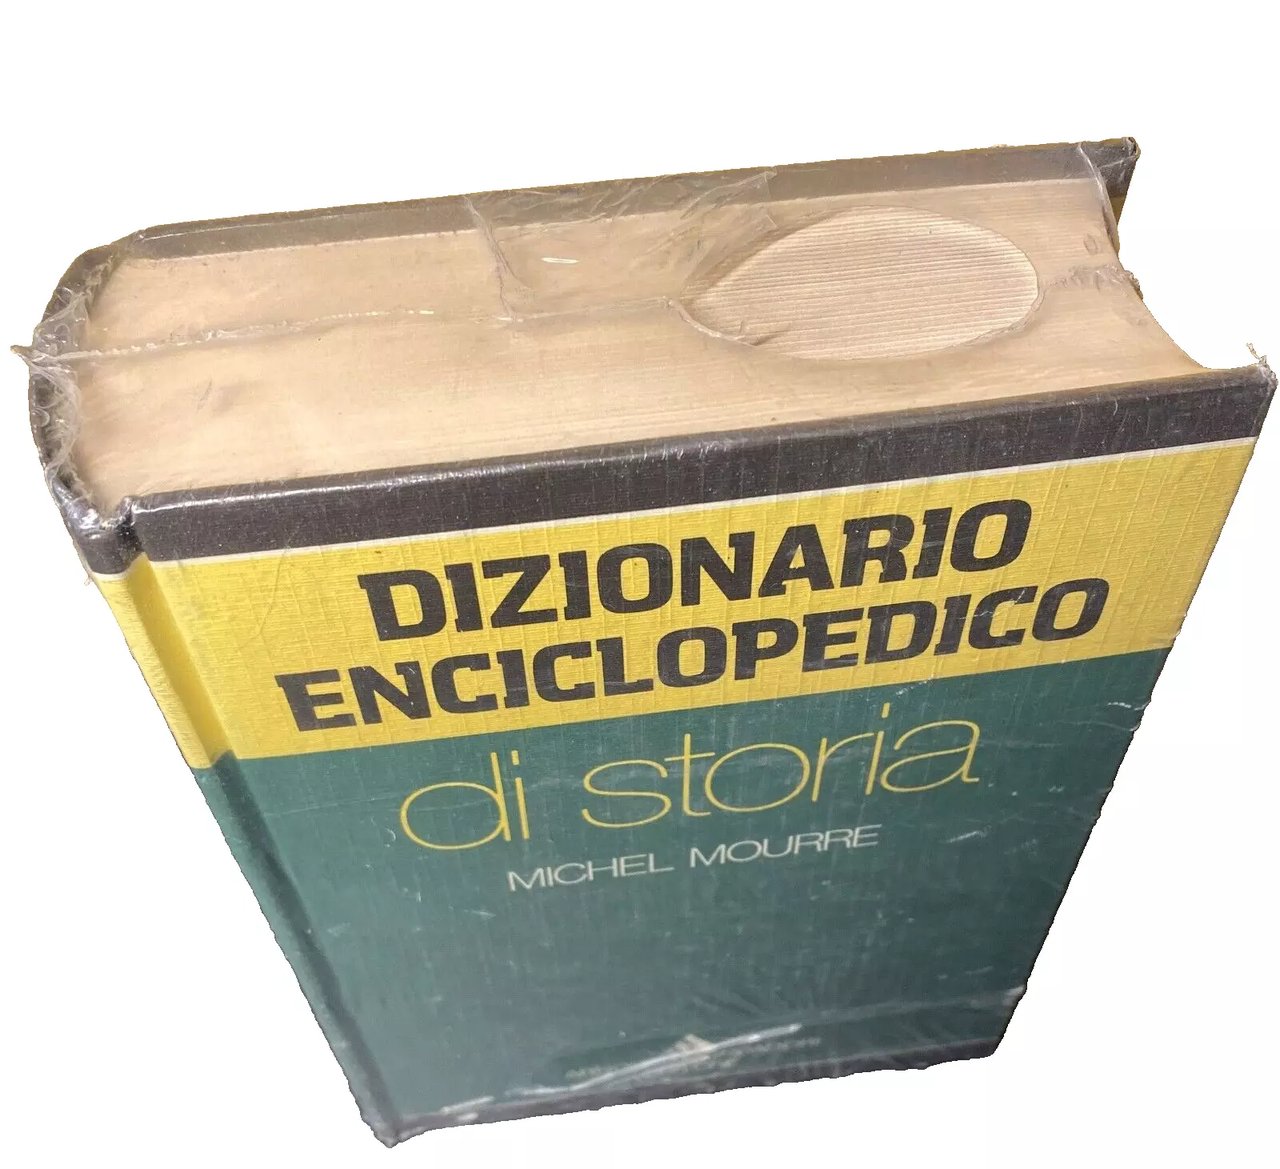 DIZIONARIO
ENCICLOPEDICO
di storia
MICHEL MOURRE